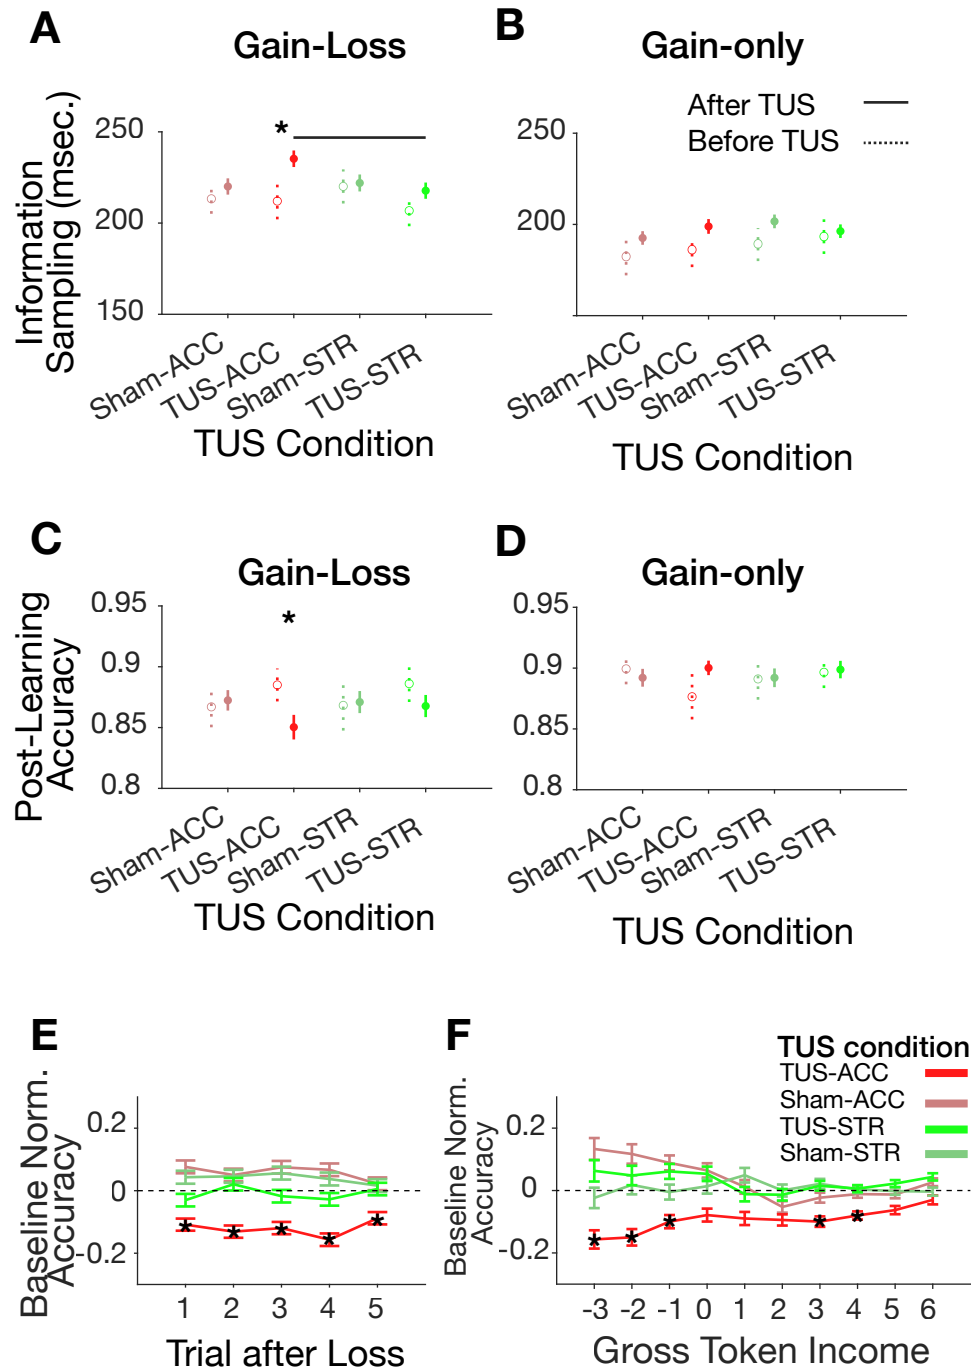 A
Gain-Loss
B
Gain-only
After TUS
Before TUS
Information
Sampling (msec.)
250
200
150
*
Sham-ACC
TUS-ACC
Sham-STR
TUS-STR
TUS Condition
250
200
Sham-ACC
TUS-ACC
Sham-STR
TUS-STR
TUS Condition
C
Gain-Loss
D
Gain-only
Post-Learning
Accuracy
0.95
0.9
0.85
0.8
*
Sham-ACC
TUS-ACC
Sham-STR
TUS-STR
TUS Condition
0.95
0.9
0.85
0.8
Sham-ACC
TUS-ACC
Sham-STR
TUS-STR
TUS Condition
E
Baseline Norm.
Accuracy
0.2
0
-0.2
* * * * *
1 2 3 4 5
Trial after Loss
F
TUS condition
TUS-ACC
Sham-ACC
TUS-STR
Sham-STR
Baseline Norm.
Accuracy
0.2
0
-0.2
* * * * *
-3 -2 -1 0 1 2 3 4 5 6
Gross Token Income